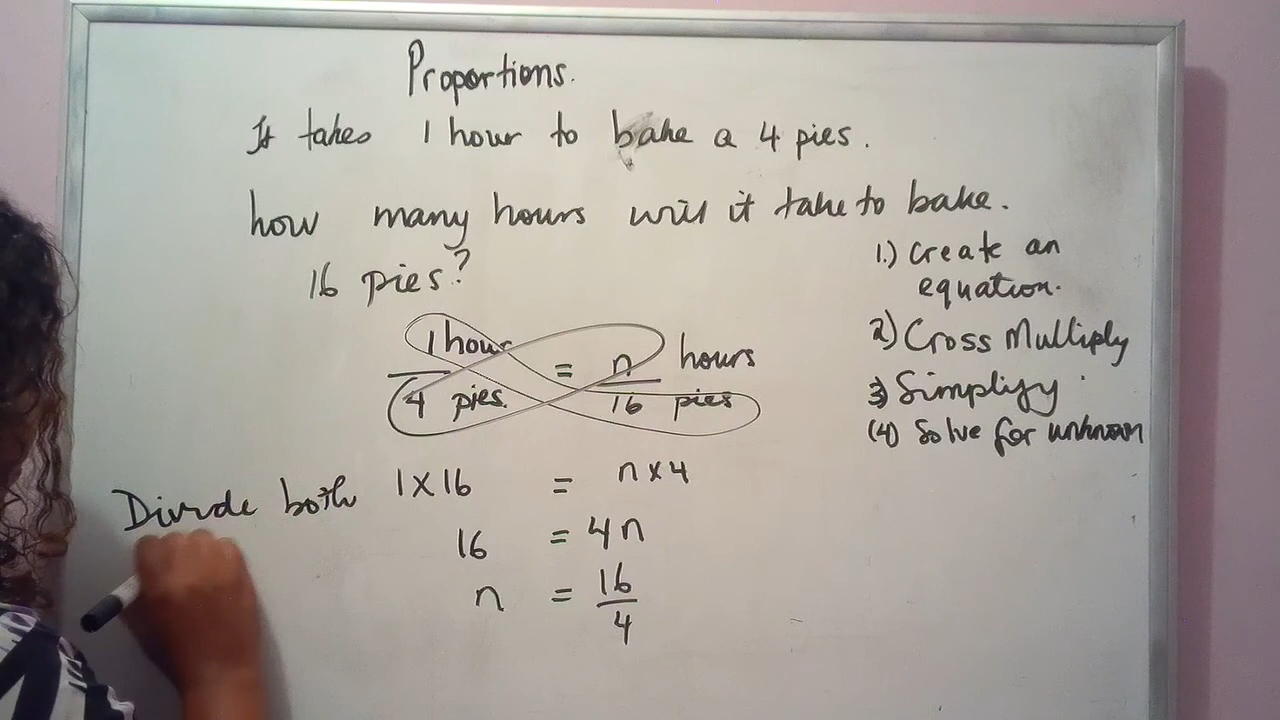 Proportions.
It takes 1 hour to bake a 4 pies.
how many hours will it take to bake.
16 pies?
1 hour = n hours
4 pies. 16 pies
1 x 16 = n x 4
16 = 4n
n = 16
4
Divide both
1.) Create an
equation.
2) Cross Multiply
3) Simplify
(4) Solve for unknown